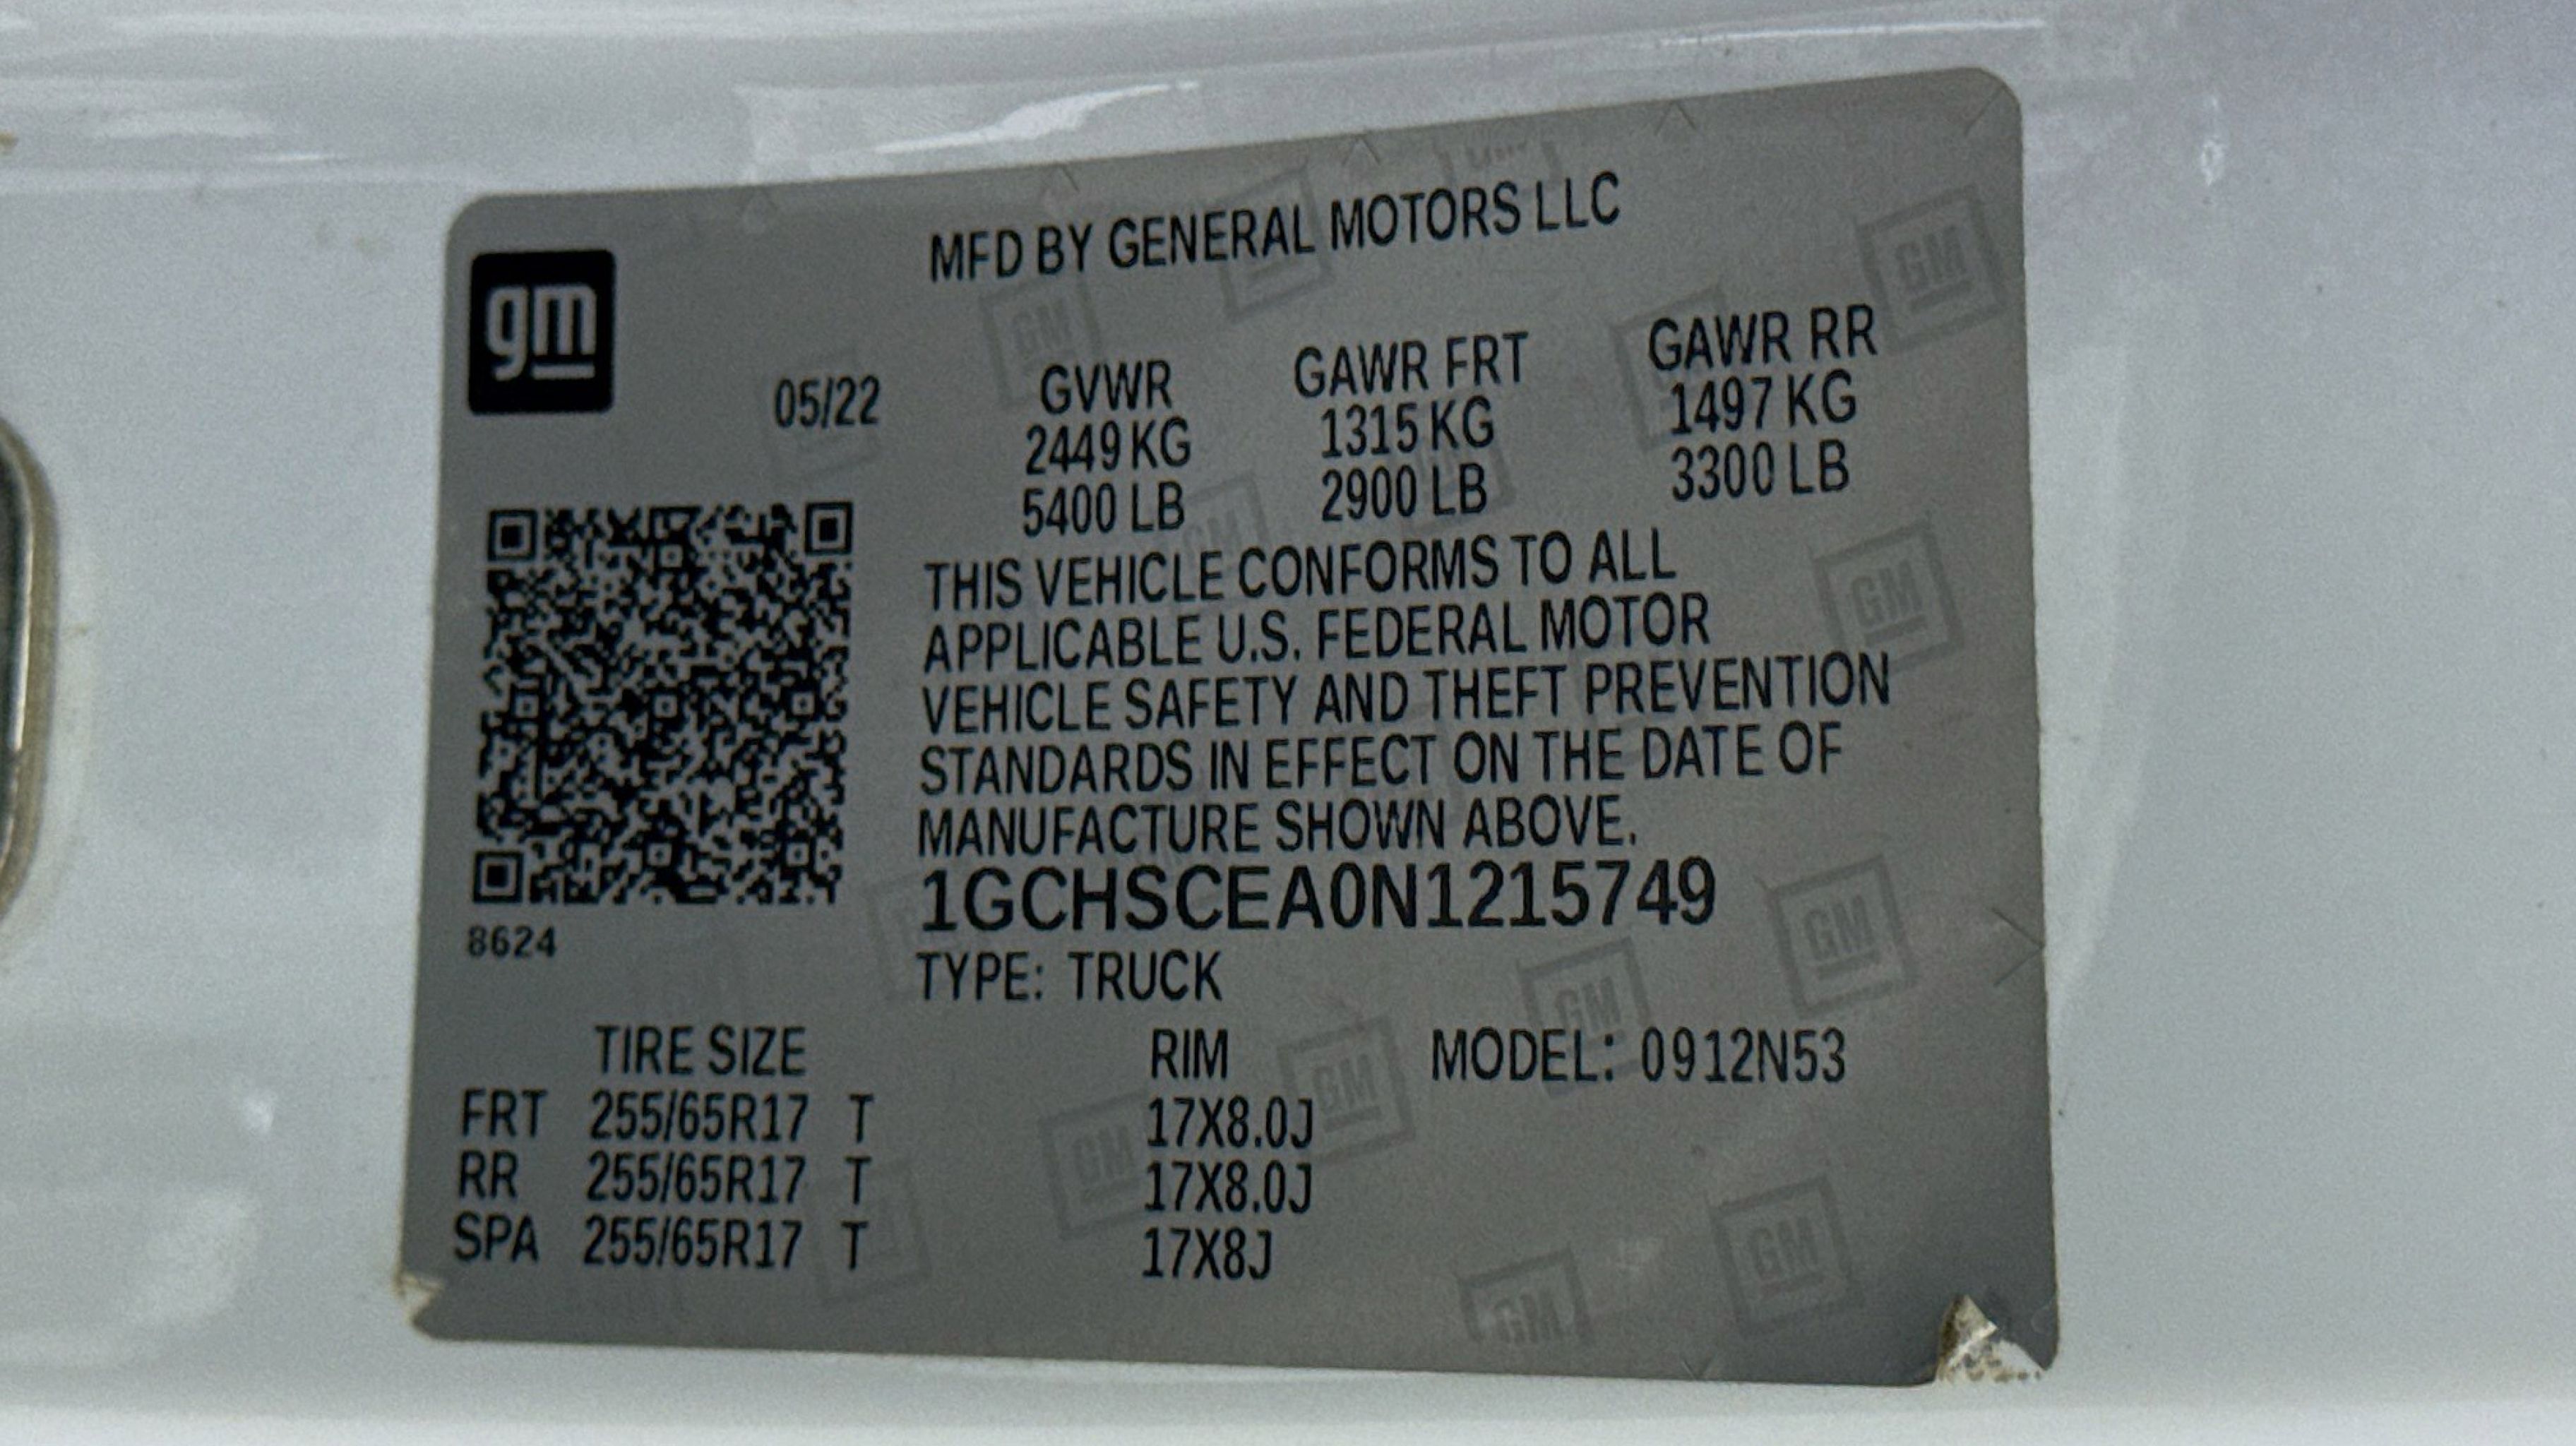 gm
MFD BY GENERAL MOTORS LLC
05/22
GVWR GAWR FRT GAWR RR
2449 KG 1315 KG 1497 KG
5400 LB 2900 LB 3300 LB
THIS VEHICLE CONFORMS TO ALL
APPLICABLE U.S. FEDERAL MOTOR
VEHICLE SAFETY AND THEFT PREVENTION
STANDARDS IN EFFECT ON THE DATE OF
MANUFACTURE SHOWN ABOVE.
1GCHSCEA0N1215749
8624
TYPE: TRUCK
TIRE SIZE RIM MODEL: 0912N53
FRT 255/65R17 T 17X8.0J
RR 255/65R17 T 17X8.0J
SPA 255/65R17 T 17X8J